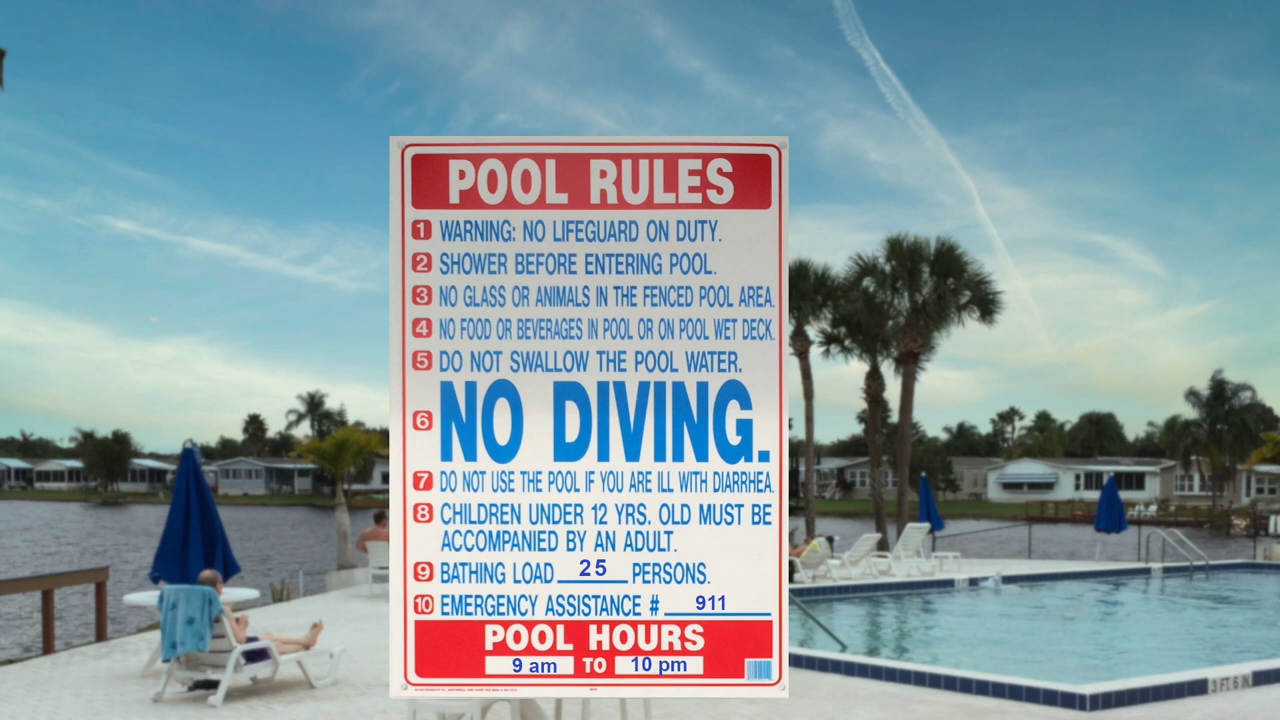 POOL RULES
1 WARNING: NO LIFEGUARD ON DUTY.
2 SHOWER BEFORE ENTERING POOL.
3 NO GLASS OR ANIMALS IN THE FENCED POOL AREA.
4 NO FOOD OR BEVERAGES IN POOL OR ON POOL WET DECK.
5 DO NOT SWALLOW THE POOL WATER.
6 NO DIVING.
7 DO NOT USE THE POOL IF YOU ARE ILL WITH DIARRHEA.
8 CHILDREN UNDER 12 YRS. OLD MUST BE
ACCOMPANIED BY AN ADULT.
9 BATHING LOAD 25 PERSONS.
10 EMERGENCY ASSISTANCE # 911
POOL HOURS
9 am TO 10 pm
3 FT. 6 IN.